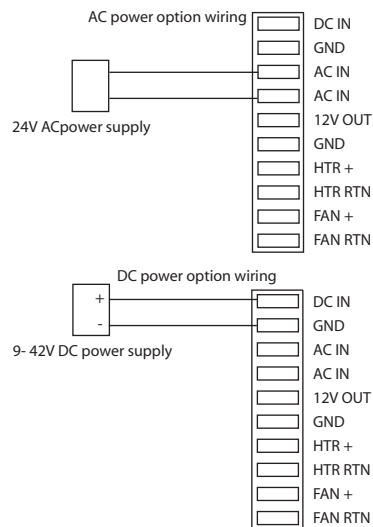 AC power option wiring
DC IN
GND
AC IN
AC IN
12V OUT
GND
HTR +
HTR RTN
FAN +
FAN RTN
24V ACpower supply
DC power option wiring
+
-
9- 42V DC power supply
DC IN
GND
AC IN
AC IN
12V OUT
GND
HTR +
HTR RTN
FAN +
FAN RTN